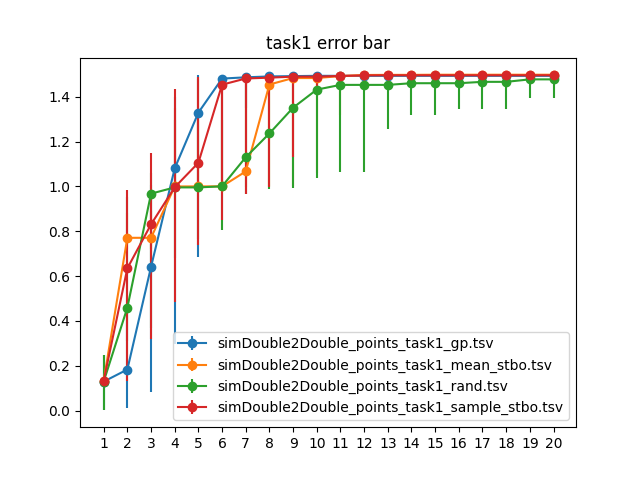 task1 error bar
1.4
1.2
1.0
0.8
0.6
0.4
0.2
0.0
simDouble2Double_points_task1_gp.tsv
simDouble2Double_points_task1_mean_stbo.tsv
simDouble2Double_points_task1_rand.tsv
simDouble2Double_points_task1_sample_stbo.tsv
1 2 3 4 5 6 7 8 9 10 11 12 13 14 15 16 17 18 19 20